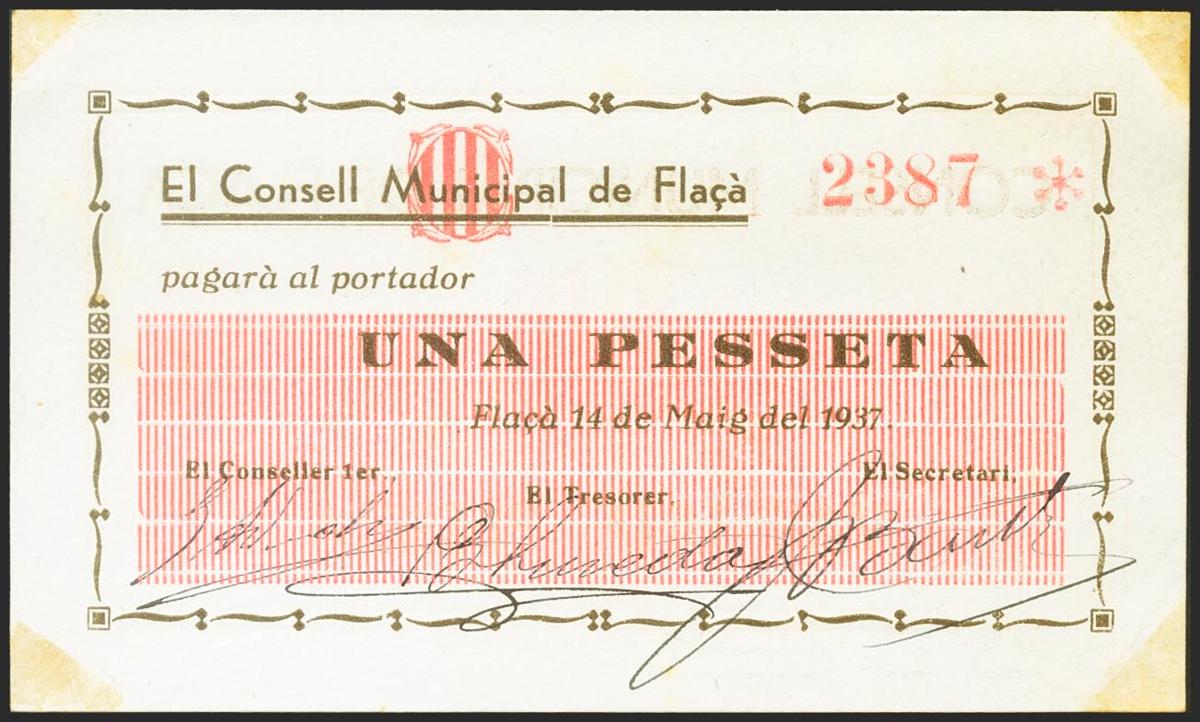 El Consell Municipal de Flaçà
2387 *
pagarà al portador
UNA PESSETA
Flaçà 14 de Maig del 1937.
El Conseller 1er.,
El Tresorer,
El Secretari,